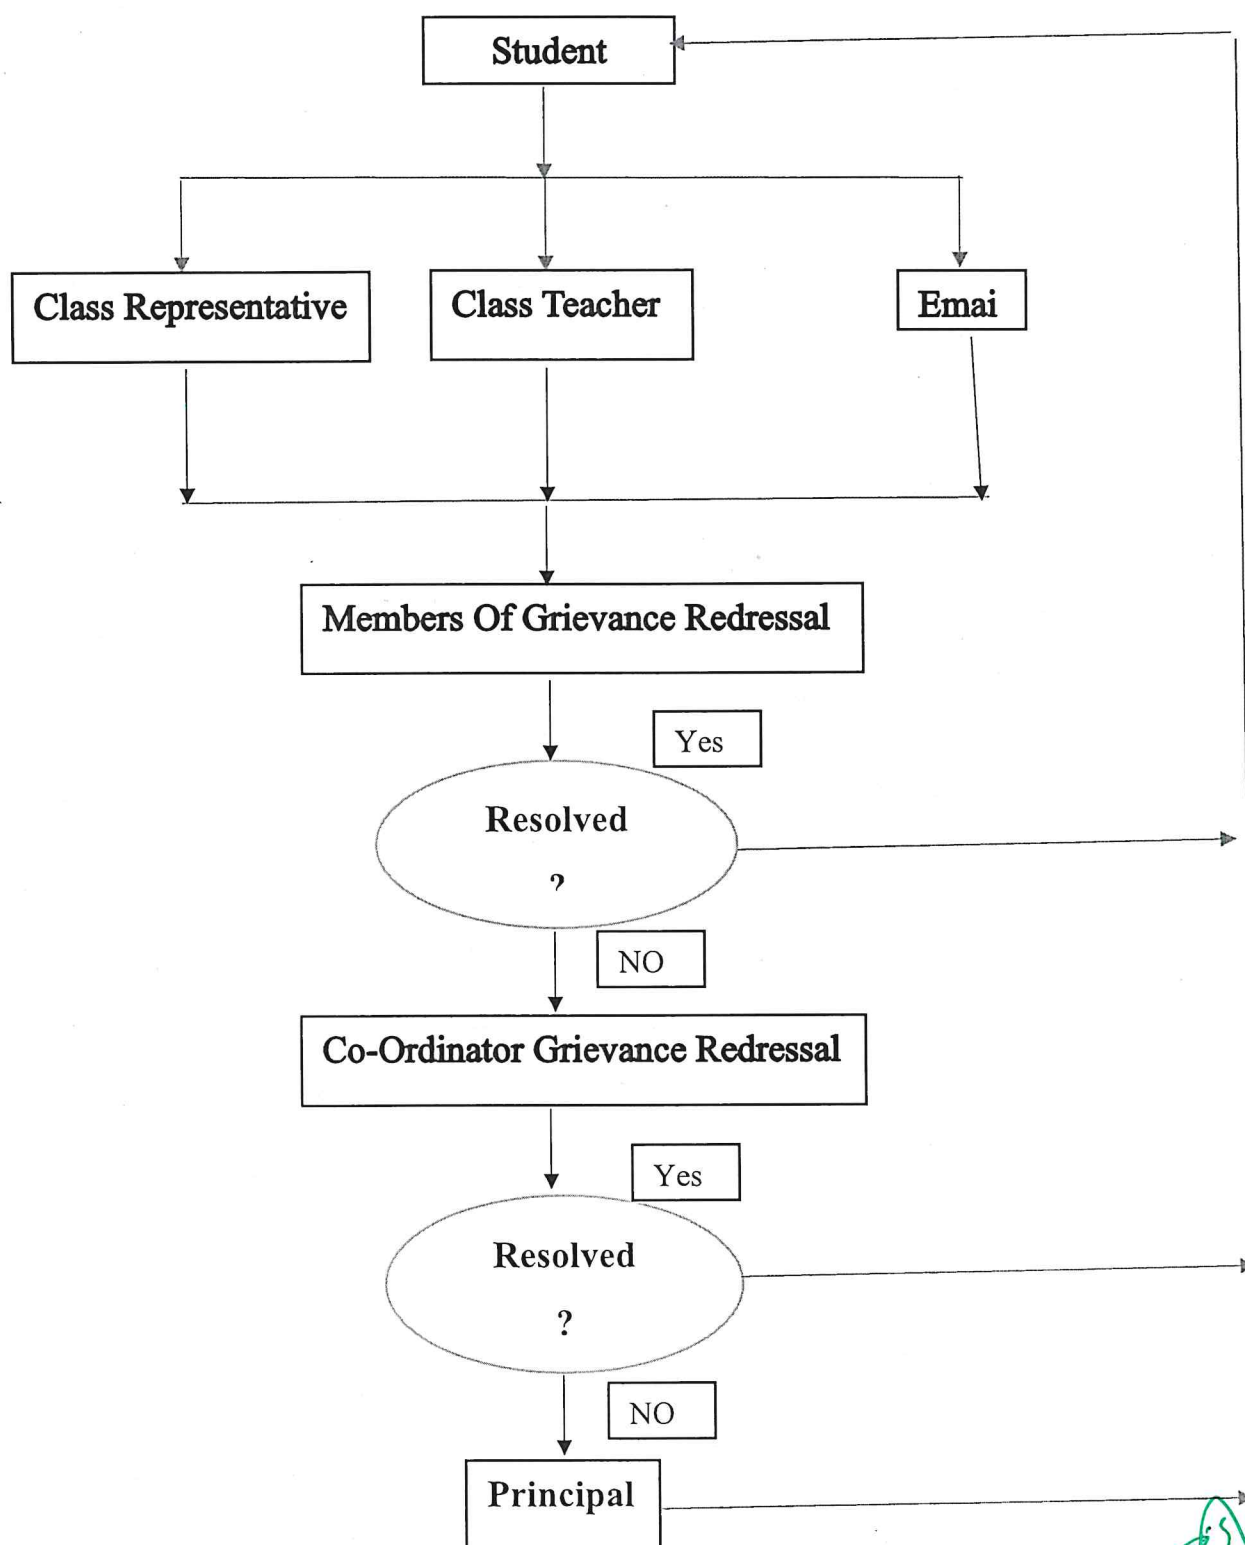 Student
Class Representative
Class Teacher
Emai
Members Of Grievance Redressal
Yes
Resolved
?
NO
Co-Ordinator Grievance Redressal
Yes
Resolved
?
NO
Principal